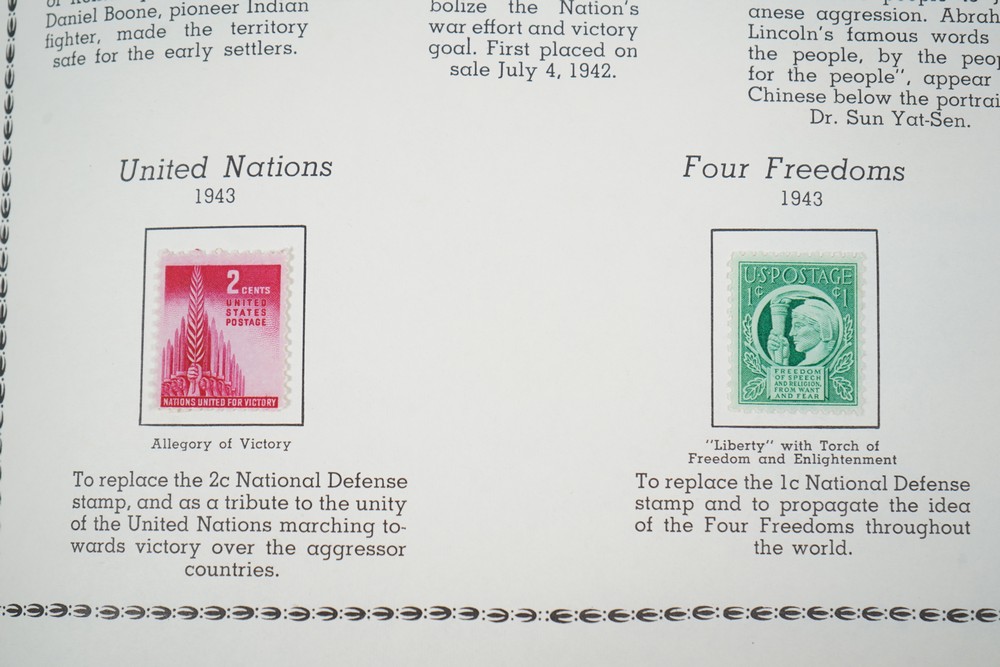 Daniel Boone, pioneer Indian
fighter, made the territory
safe for the early settlers.
bolize the Nation's
war effort and victory
goal. First placed on
sale July 4, 1942.
anese aggression. Abrah
Lincoln's famous words
the people, by the peop
for the people", appear
Chinese below the portrai
Dr. Sun Yat-Sen.
United Nations
1943
2 CENTS
UNITED
STATES
POSTAGE
NATIONS UNITED FOR VICTORY
Allegory of Victory
To replace the 2c National Defense
stamp, and as a tribute to the unity
of the United Nations marching to-
wards victory over the aggressor
countries.
Four Freedoms
1943
U·S·POSTAGE
1¢ ¢1
FREEDOM
OF SPEECH
AND RELIGION,
FROM WANT
AND FEAR
"Liberty" with Torch of
Freedom and Enlightenment
To replace the 1c National Defense
stamp and to propagate the idea
of the Four Freedoms throughout
the world.